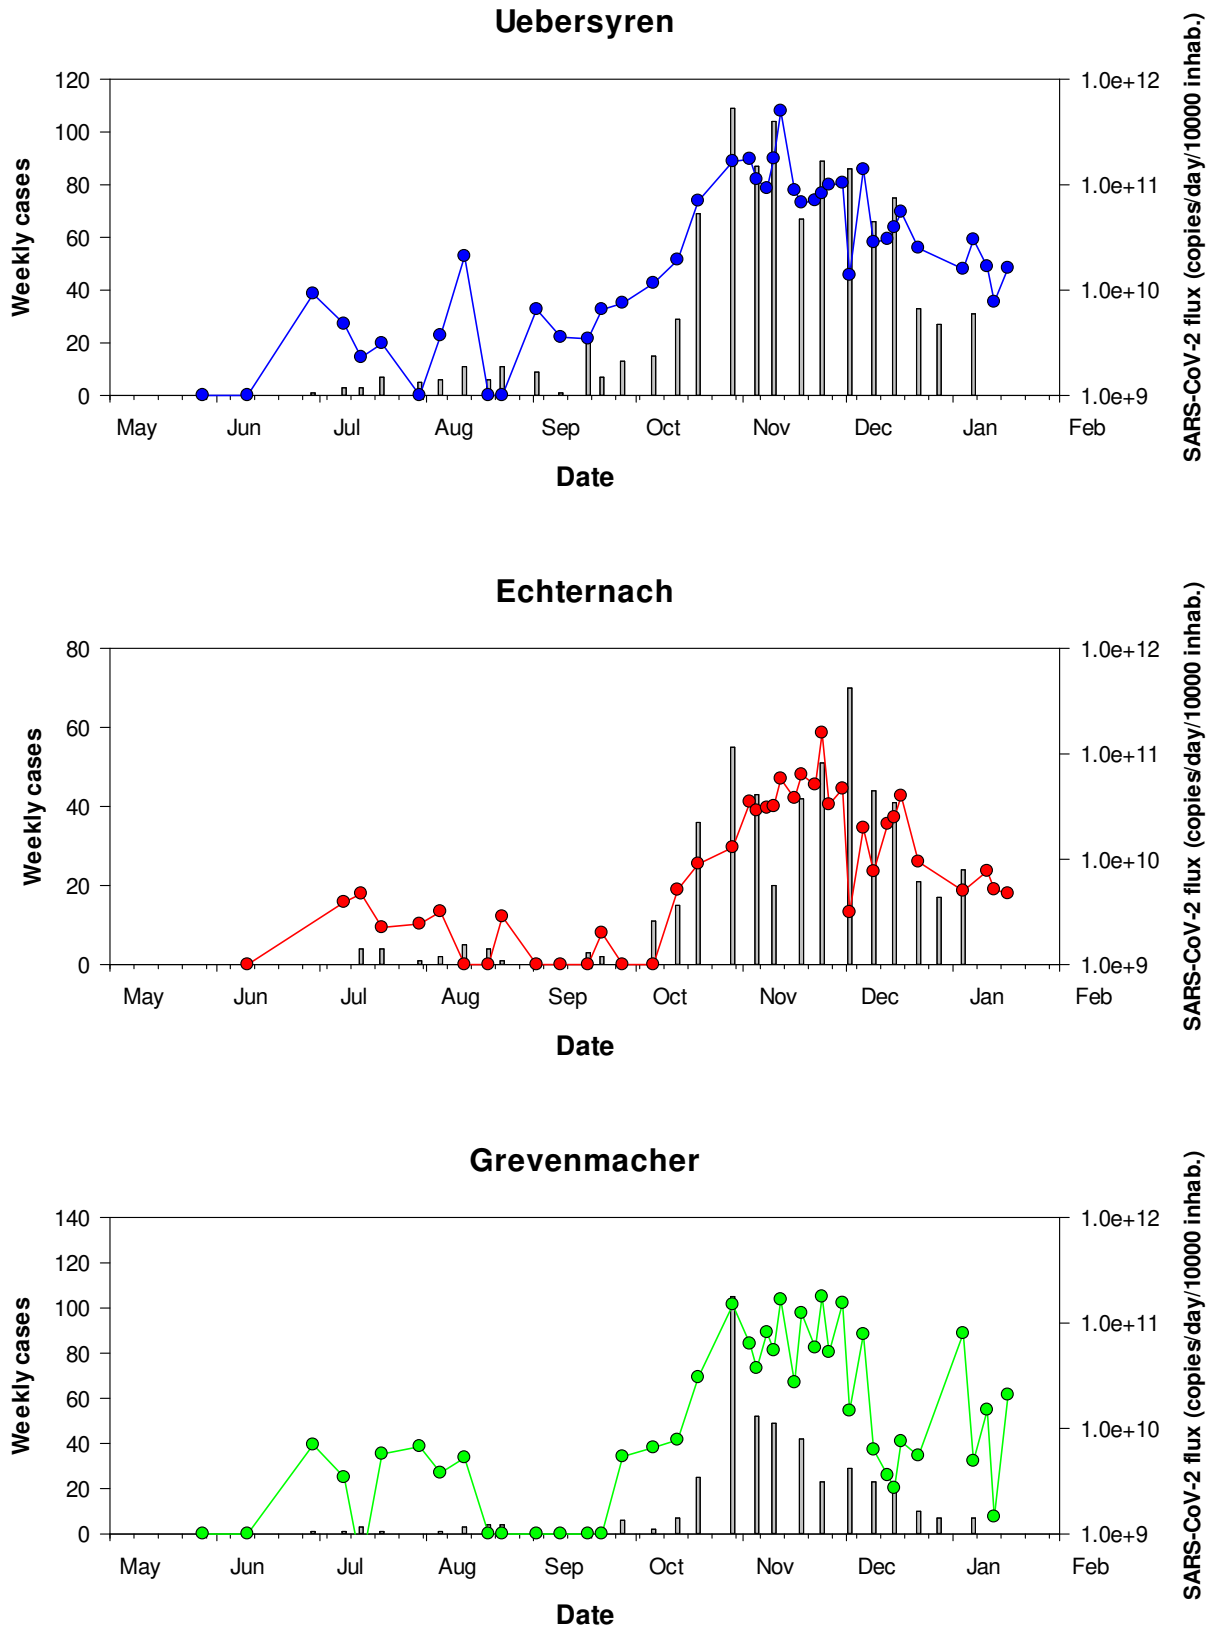 Uebersyren
Weekly cases
120
100
80
60
40
20
0
1.0e+12
1.0e+11
1.0e+10
1.0e+9
SARS-CoV-2 flux (copies/day/10000 inhab.)
May Jun Jul Aug Sep Oct Nov Dec Jan Feb
Date
Echternach
Weekly cases
80
60
40
20
0
1.0e+12
1.0e+11
1.0e+10
1.0e+9
SARS-CoV-2 flux (copies/day/10000 inhab.)
May Jun Jul Aug Sep Oct Nov Dec Jan Feb
Date
Grevenmacher
Weekly cases
140
120
100
80
60
40
20
0
1.0e+12
1.0e+11
1.0e+10
1.0e+9
SARS-CoV-2 flux (copies/day/10000 inhab.)
May Jun Jul Aug Sep Oct Nov Dec Jan Feb
Date